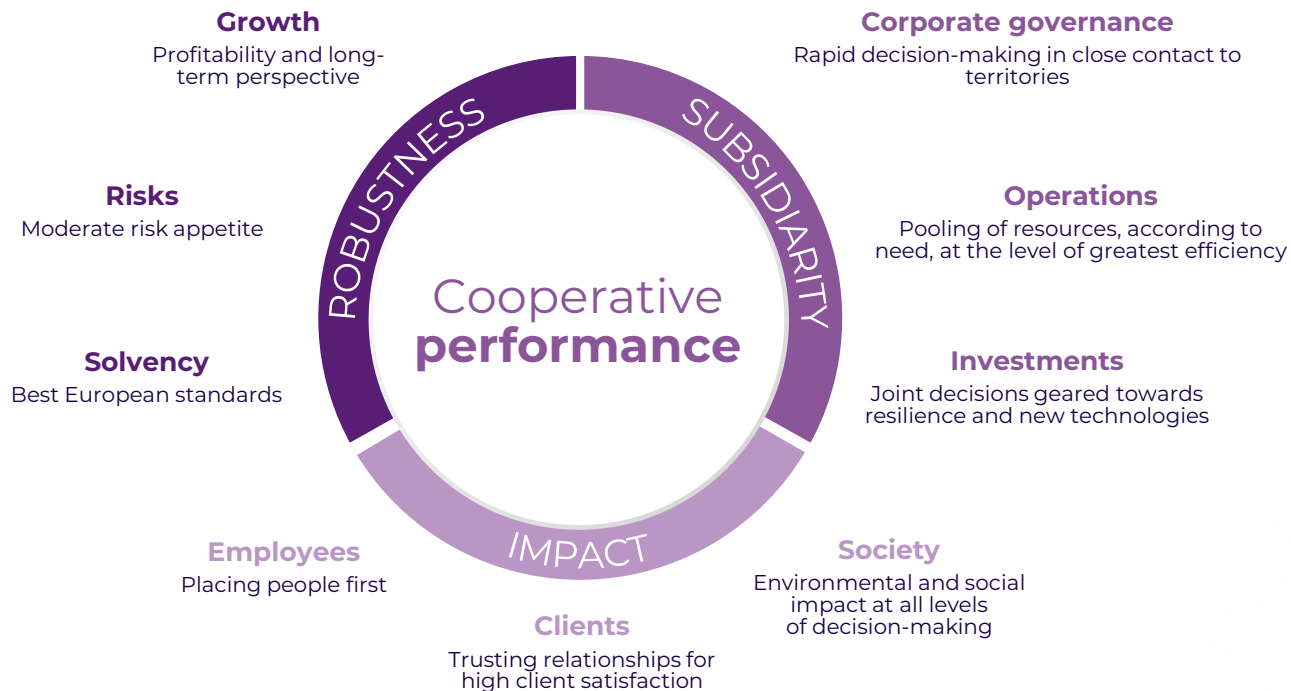 Growth
Profitability and long-
term perspective
Corporate governance
Rapid decision-making in close contact to
territories
ROBUSTNESS
SUBSIDIARITY
Risks
Moderate risk appetite
Operations
Pooling of resources, according to
need, at the level of greatest efficiency
Cooperative
performance
Solvency
Best European standards
Investments
Joint decisions geared towards
resilience and new technologies
IMPACT
Employees
Placing people first
Society
Environmental and social
impact at all levels
of decision-making
Clients
Trusting relationships for
high client satisfaction